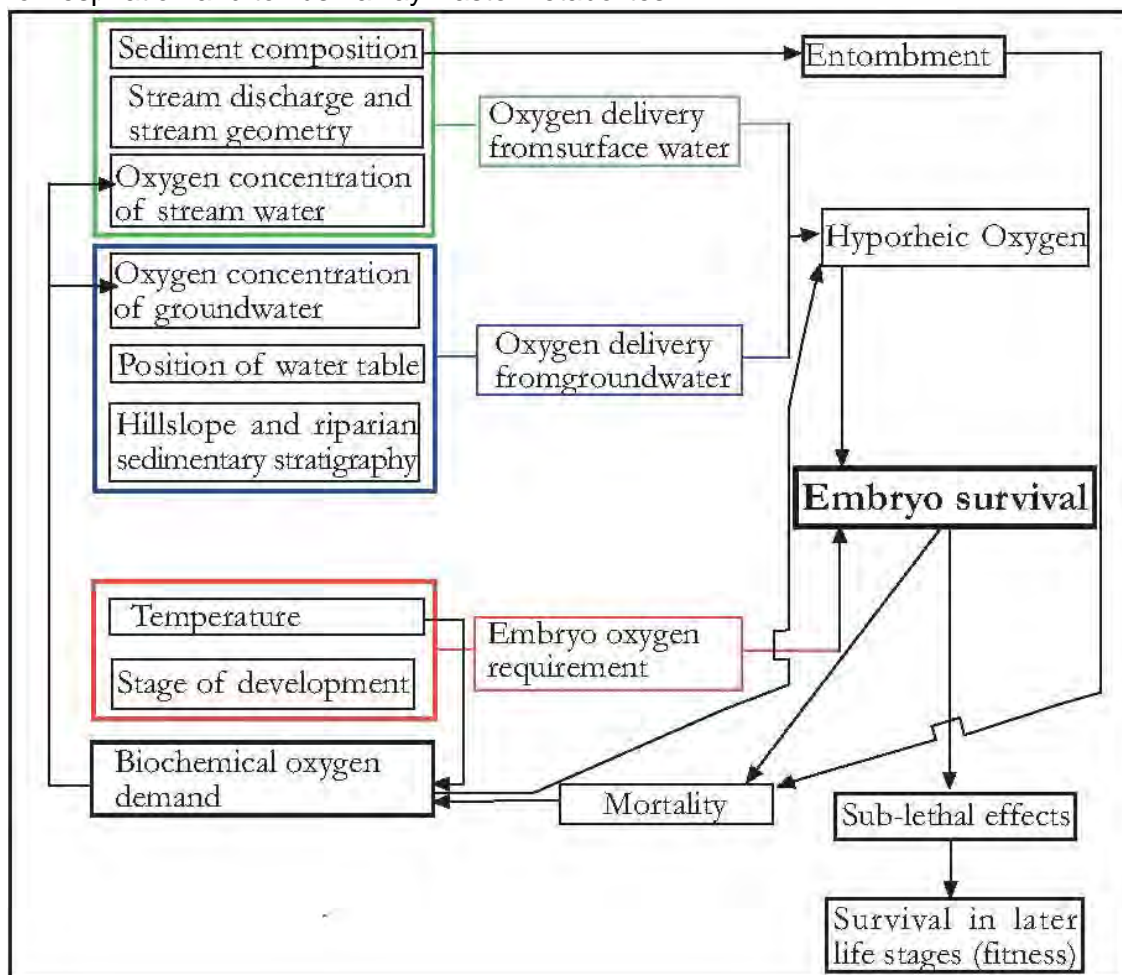 Sediment composition
Entombment
Stream discharge and
stream geometry
Oxygen delivery
fromsurface water
Oxygen concentration
of stream water
Hyporheic Oxygen
Oxygen concentration
of groundwater
Position of water table
Oxygen delivery
fromgroundwater
Hillslope and riparian
sedimentary stratigraphy
Embryo survival
Temperature
Embryo oxygen
requirement
Stage of development
Biochemical oxygen
demand
Mortality
Sub-lethal effects
Survival in later
life stages (fitness)